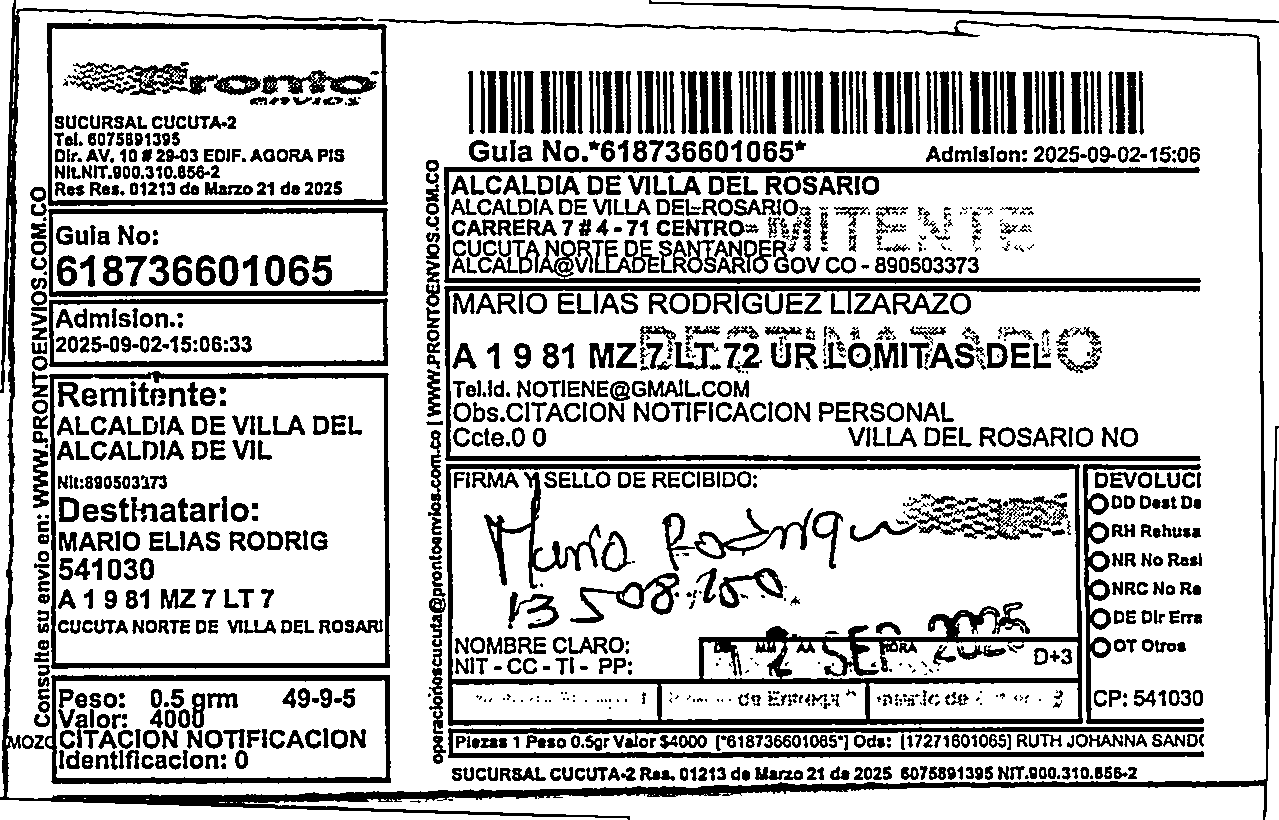 pronto
envios
SUCURSAL CUCUTA-2
Tel. 6075891395
Dir. AV. 10 # 29-03 EDIF. AGORA PIS
Nit.NIT.900.310.856-2
Res Res. 01213 de Marzo 21 de 2025
Guia No:
618736601065
Admision.:
2025-09-02-15:06:33
Remitente:
ALCALDIA DE VILLA DEL
ALCALDIA DE VIL
Nit:890503373
Destinatario:
MARIO ELIAS RODRIG
541030
A 1 9 81 MZ 7 LT 7
CUCUTA NORTE DE VILLA DEL ROSARI
Peso: 0.5 grm 49-9-5
Valor: 4000
CITACION NOTIFICACION
Identificacion: 0
Consulte su envio en: WWW.PRONTOENVIOS.COM.CO
operacionescucuta@prontoenvios.com.co | WWW.PRONTOENVIOS.COM.CO
Guia No.*618736601065*
Admision: 2025-09-02-15:06
ALCALDIA DE VILLA DEL ROSARIO
ALCALDIA DE VILLA DEL ROSARIO
CARRERA 7 # 4 - 71 CENTRO
CUCUTA NORTE DE SANTANDER
ALCALDIA@VILLADELROSARIO GOV CO - 890503373
MITENTE
MARIO ELIAS RODRIGUEZ LIZARAZO
DESTINATARIO
A 1 9 81 MZ 7 LT 72 UR LOMITAS DEL
Tel.Id. NOTIENE@GMAIL.COM
Obs.CITACION NOTIFICACION PERSONAL
Ccte.0 0 VILLA DEL ROSARIO NO
FIRMA Y SELLO DE RECIBIDO:
Mario Rodrigu
NOMBRE CLARO:
NIT - CC - TI - PP:
MM AA HORA
2 SEP 2025
D+3
de Entrega
DEVOLUCI
DD Dest De
RH Rehusa
NR No Resi
NRC No Re
DE Dir Erra
OT Otros
CP: 541030
Piezas 1 Peso 0.5gr Valor $4000 [*618736601065*] Ods: [17271601065] RUTH JOHANNA SANDO
SUCURSAL CUCUTA-2 Res. 01213 de Marzo 21 de 2025 6075891395 NIT.900.310.856-2